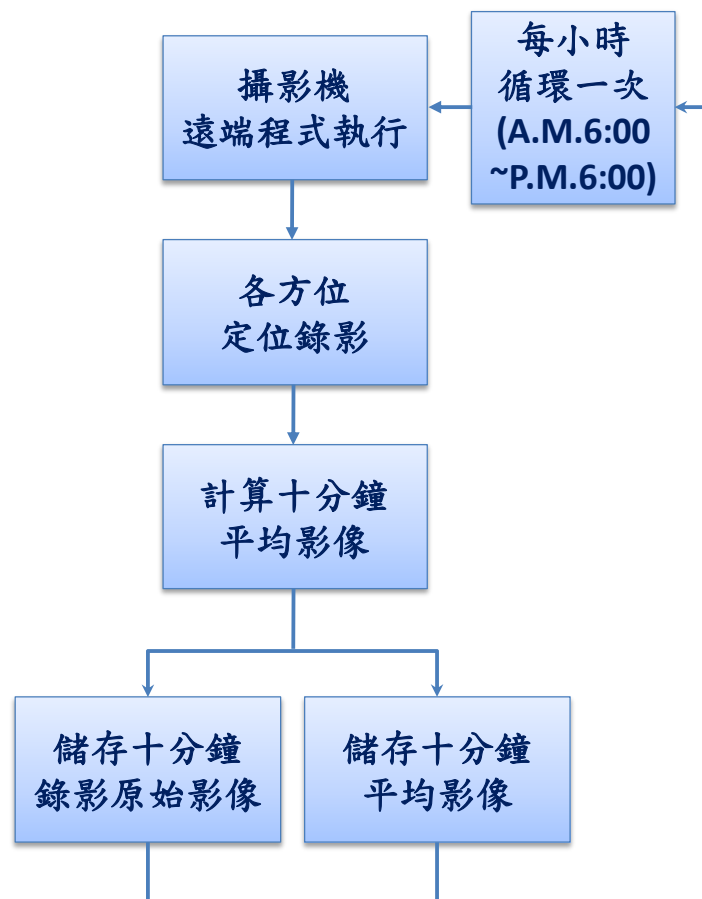 每小時
循環一次
(A.M.6:00
~P.M.6:00)
攝影機
遠端程式執行
各方位
定位錄影
計算十分鐘
平均影像
儲存十分鐘
錄影原始影像
儲存十分鐘
平均影像